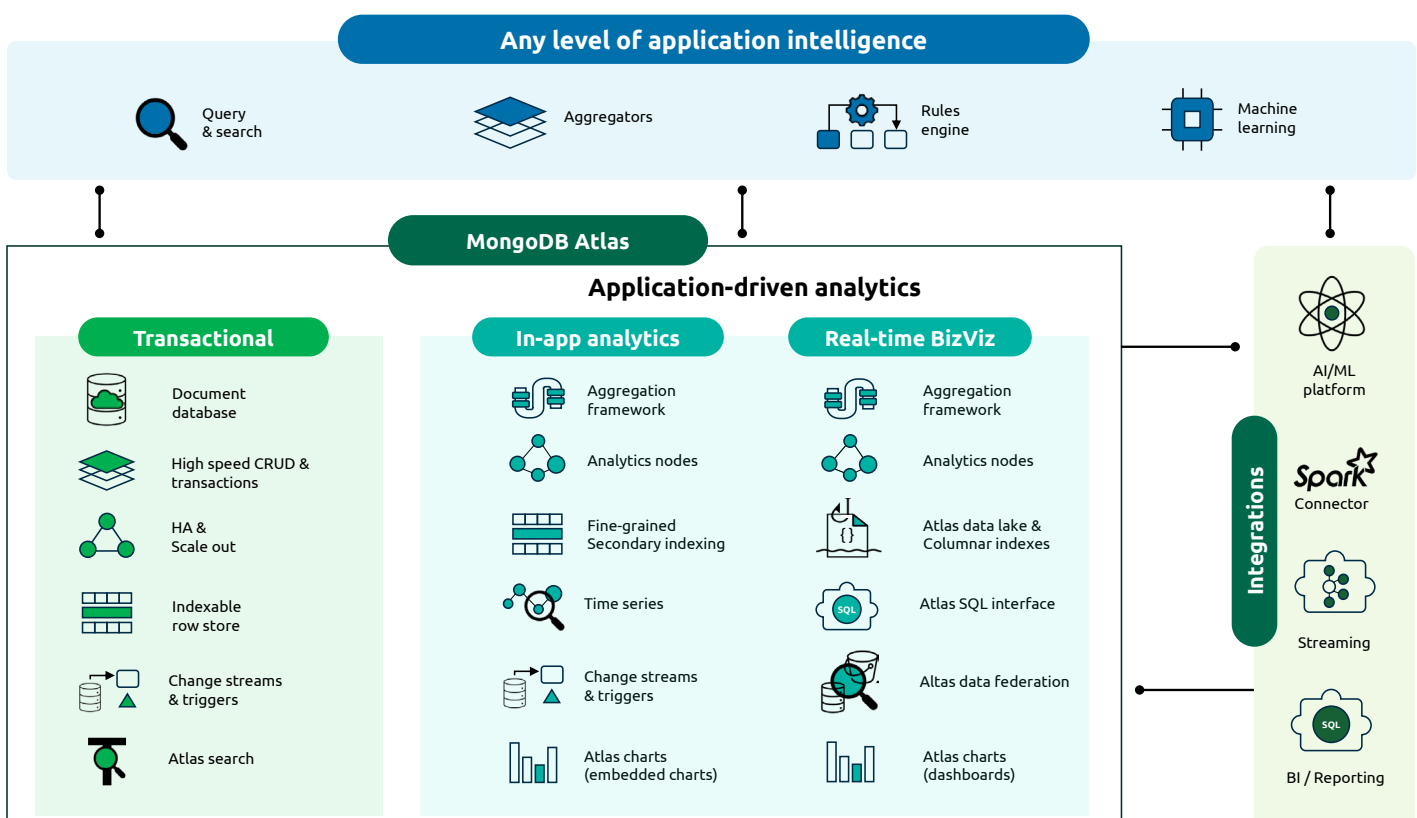 Any level of application intelligence
Query
& search
Aggregators
Rules
engine
Machine
learning
MongoDB Atlas
Application-driven analytics
Transactional
Document
database
High speed CRUD &
transactions
HA &
Scale out
Indexable
row store
Change streams
& triggers
Atlas search
In-app analytics
Aggregation
framework
Analytics nodes
Fine-grained
Secondary indexing
Time series
Change streams
& triggers
Atlas charts
(embedded charts)
Real-time BizViz
Aggregation
framework
Analytics nodes
{ }
Atlas data lake &
Columnar indexes
SQL
Atlas SQL interface
Altas data federation
Atlas charts
(dashboards)
Integrations
AI/ML
platform
Spark
Connector
Streaming
SQL
BI / Reporting